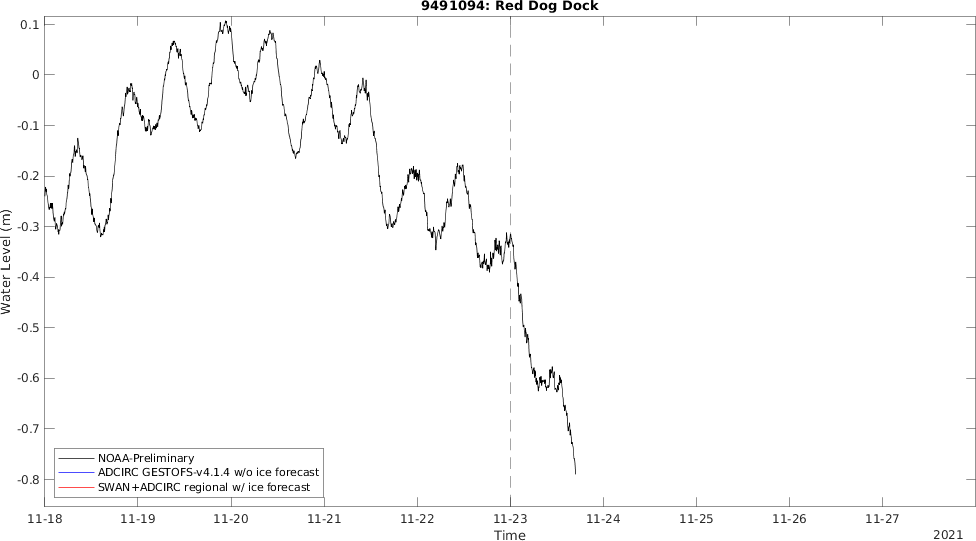 9491094: Red Dog Dock
0.1
0
-0.1
-0.2
-0.3
-0.4
-0.5
-0.6
-0.7
-0.8
Water Level (m)
NOAA-Preliminary
ADCIRC GESTOFS-v4.1.4 w/o ice forecast
SWAN+ADCIRC regional w/ ice forecast
11-18 11-19 11-20 11-21 11-22 11-23 11-24 11-25 11-26 11-27
Time
2021